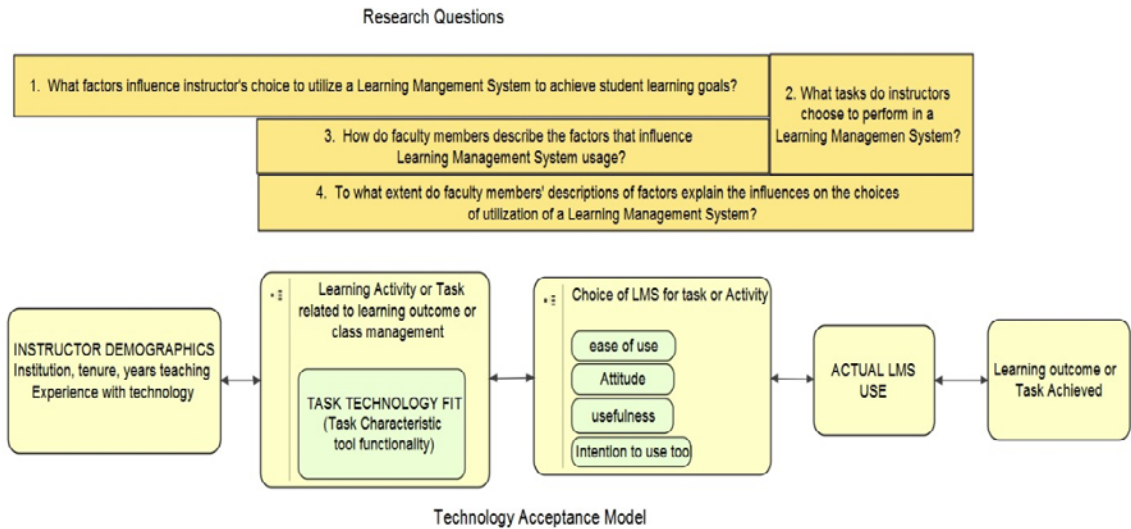 Research Questions
1. What factors influence instructor's choice to utilize a Learning Mangement System to achieve student learning goals?
2. What tasks do instructors
choose to perform in a
Learning Managemen System?
3. How do faculty members describe the factors that influence
Learning Management System usage?
4. To what extent do faculty members' descriptions of factors explain the influences on the choices
of utilization of a Learning Management System?
INSTRUCTOR DEMOGRAPHICS
Institution, tenure, years teaching
Experience with technology
Learning Activity or Task
related to learning outcome or
class management
TASK TECHNOLOGY FIT
(Task Characteristic
tool functionality)
Choice of LMS for task or Activity
ease of use
Attitude
usefulness
Intention to use too
ACTUAL LMS
USE
Learning outcome or
Task Achieved
Technology Acceptance Model